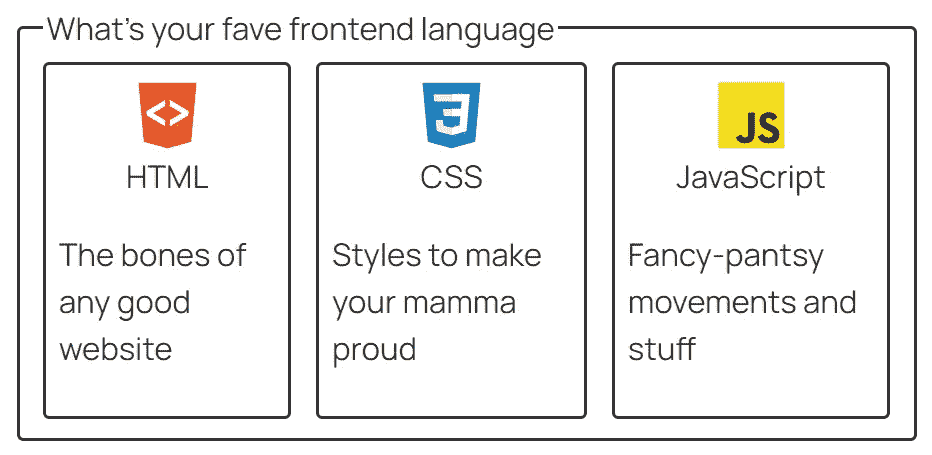 What's your fave frontend language
HTML
The bones of
any good
website
CSS
Styles to make
your mamma
proud
JS
JavaScript
Fancy-pantsy
movements and
stuff